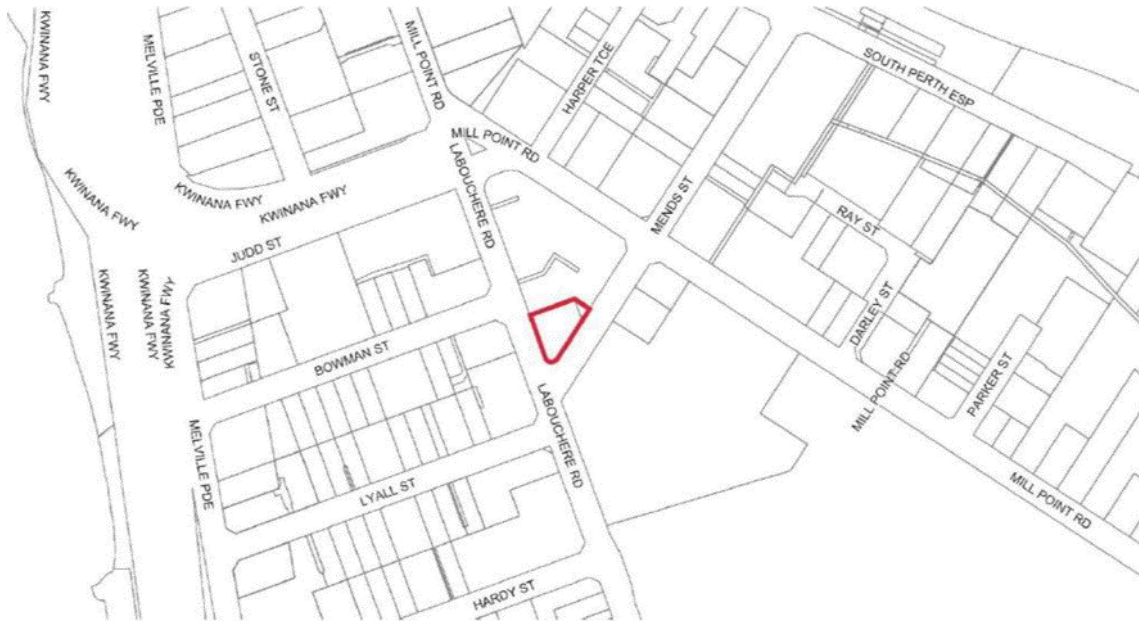 KWINANA FWY
MELVILLE PDE
STONE ST
MILL POINT RD
HARPER TCE
SOUTH PERTH ESP
MILL POINT RD
LABOUCHERE RD
KWINANA FWY
KWINANA FWY
KWINANA FWY
MENDS ST
RAY ST
JUDD ST
KWINANA FWY
KWINANA FWY
KWINANA FWY
DARLEY ST
BOWMAN ST
MILL POINT RD
PARKER ST
LABOUCHERE RD
MELVILLE PDE
LYALL ST
MILL POINT RD
HARDY ST